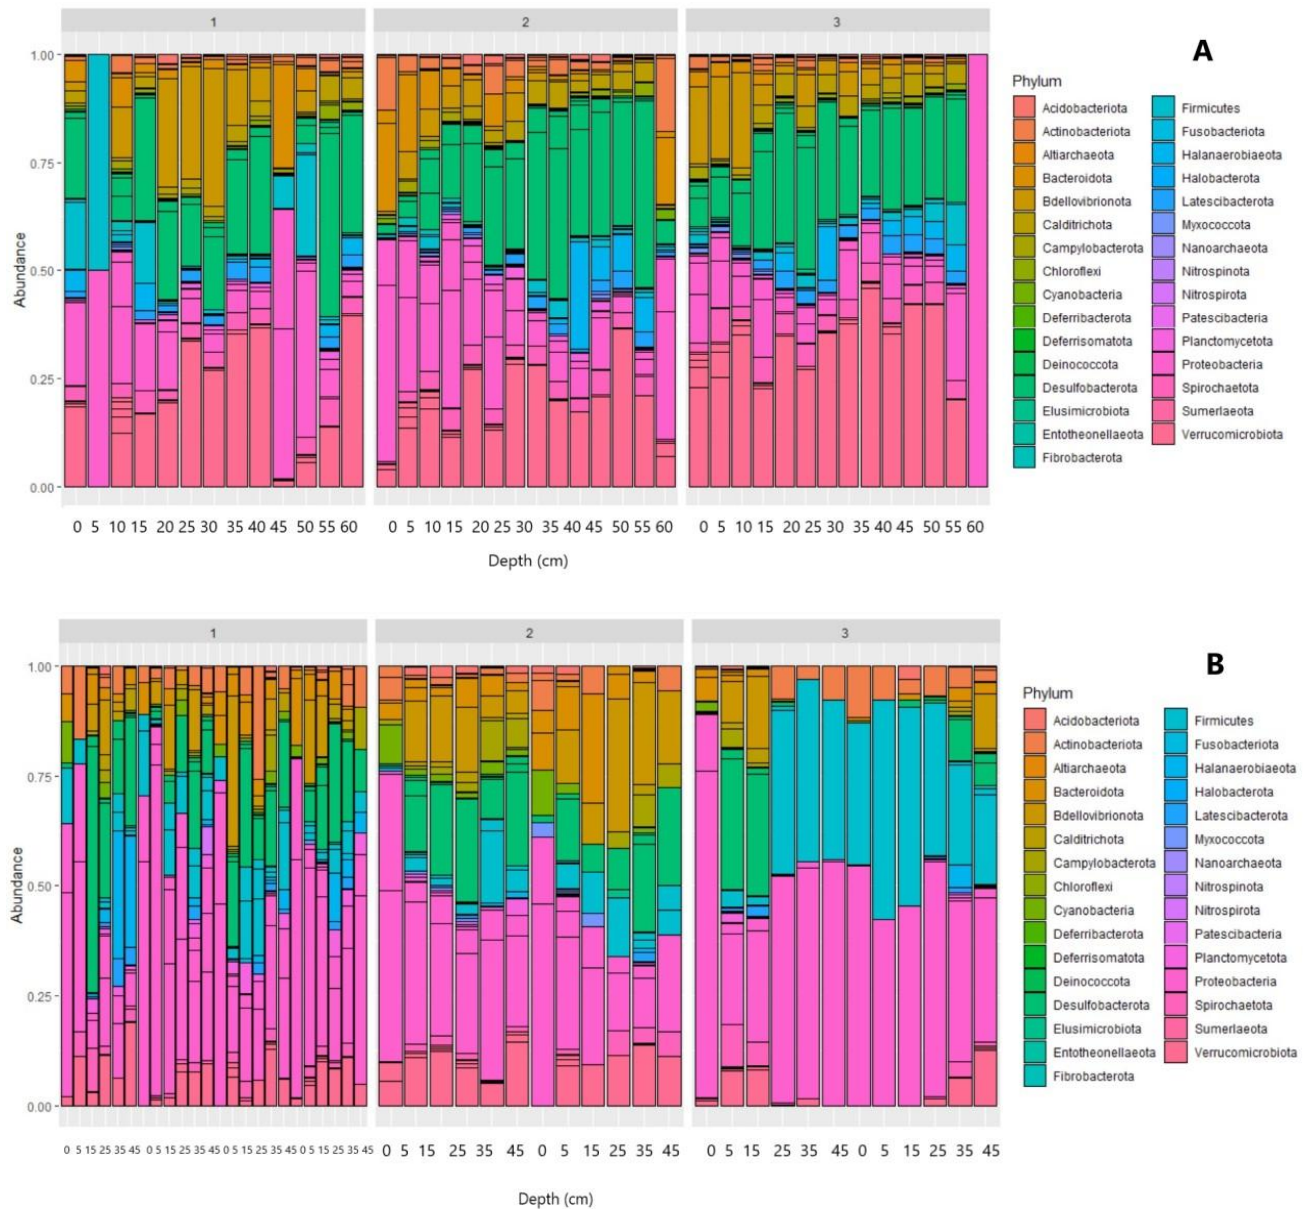 1 2 3
A
1.00
0.75
0.50
0.25
0.00
Abundance
0 5 10 15 20 25 30 35 40 45 50 55 60 0 5 10 15 20 25 30 35 40 45 50 55 60 0 5 10 15 20 25 30 35 40 45 50 55 60
Depth (cm)
Phylum
Acidobacteriota Firmicutes
Actinobacteriota Fusobacteriota
Altiarchaeota Halanaerobiaeota
Bacteroidota Halobacterota
Bdellovibrionota Latescibacterota
Calditrichota Myxococcota
Campylobacterota Nanoarchaeota
Chloroflexi Nitrospinota
Cyanobacteria Nitrospirota
Deferribacterota Patescibacteria
Deferrisomatota Planctomycetota
Deinococcota Proteobacteria
Desulfobacterota Spirochaetota
Elusimicrobiota Sumerlaeota
Entotheonellaeota Verrucomicrobiota
Fibrobacterota
1 2 3
B
1.00
0.75
0.50
0.25
0.00
Abundance
0 5 15 25 35 45 0 5 15 25 35 45 0 5 15 25 35 45 0 5 15 25 35 45 0 5 15 25 35 45 0 5 15 25 35 45 0 5 15 25 35 45 0 5 15 25 35 45
Depth (cm)
Phylum
Acidobacteriota Firmicutes
Actinobacteriota Fusobacteriota
Altiarchaeota Halanaerobiaeota
Bacteroidota Halobacterota
Bdellovibrionota Latescibacterota
Calditrichota Myxococcota
Campylobacterota Nanoarchaeota
Chloroflexi Nitrospinota
Cyanobacteria Nitrospirota
Deferribacterota Patescibacteria
Deferrisomatota Planctomycetota
Deinococcota Proteobacteria
Desulfobacterota Spirochaetota
Elusimicrobiota Sumerlaeota
Entotheonellaeota Verrucomicrobiota
Fibrobacterota